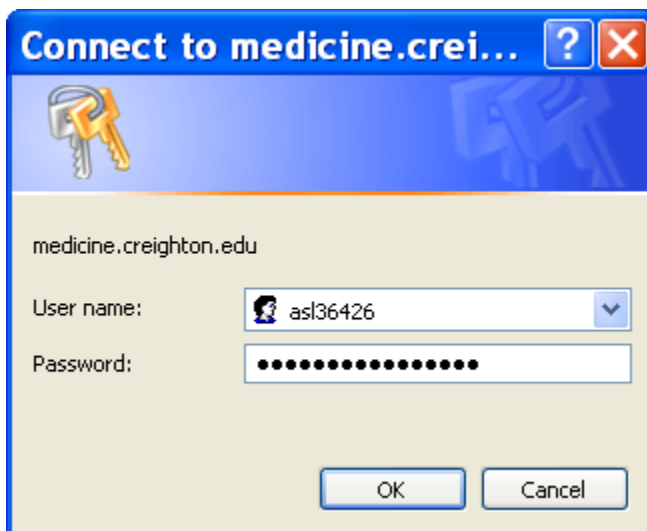 Connect to medicine.crei...
medicine.creighton.edu
User name: asl36426
Password: ●●●●●●●●●●●●●●●●
OK Cancel